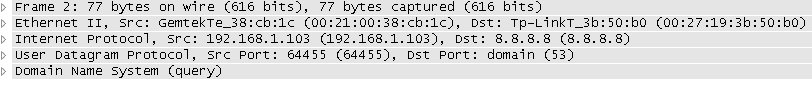 Frame 2: 77 bytes on wire (616 bits), 77 bytes captured (616 bits)
Ethernet II, Src: GemtekTe_38:cb:1c (00:21:00:38:cb:1c), Dst: Tp-LinkT_3b:50:b0 (00:27:19:3b:50:b0)
Internet Protocol, Src: 192.168.1.103 (192.168.1.103), Dst: 8.8.8.8 (8.8.8.8)
User Datagram Protocol, Src Port: 64455 (64455), Dst Port: domain (53)
Domain Name System (query)